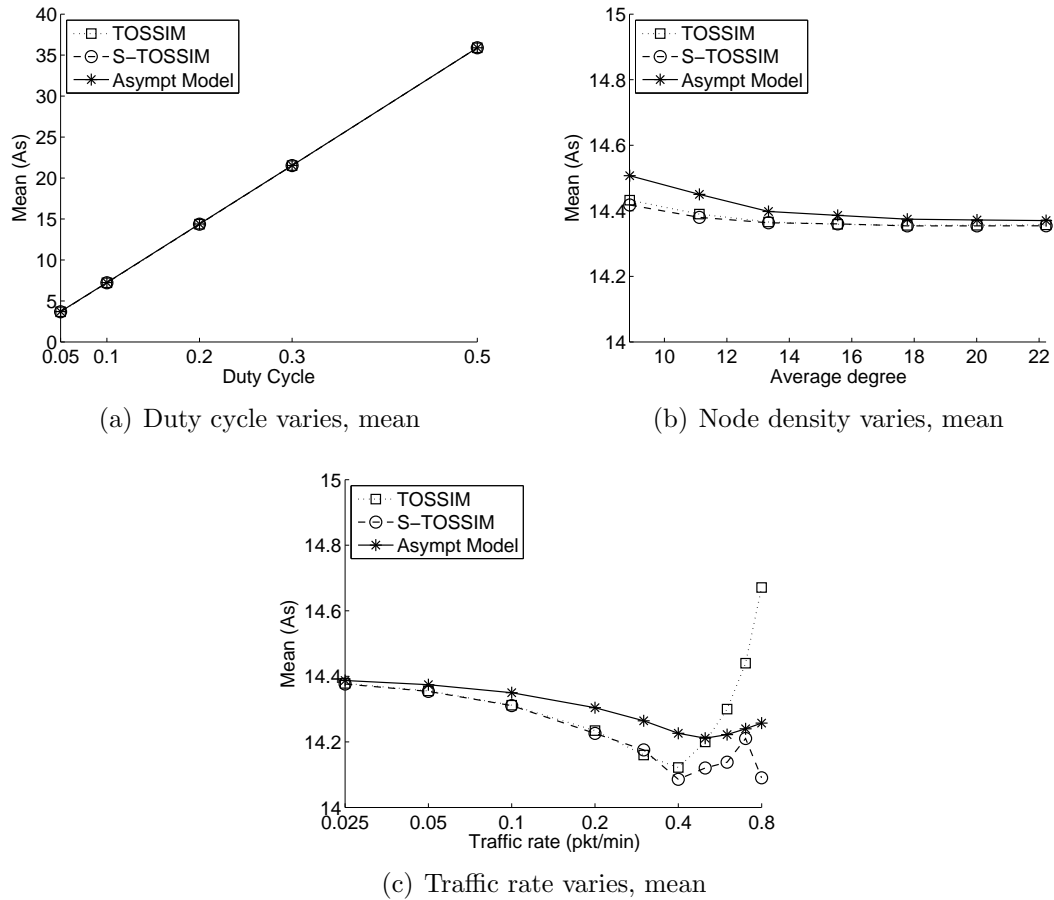 40
35
30
25
20
15
10
5
0
Mean (As)
TOSSIM
S−TOSSIM
Asympt Model
0.05 0.1 0.2 0.3 0.5
Duty Cycle
(a) Duty cycle varies, mean
15
14.8
14.6
14.4
14.2
14
Mean (As)
TOSSIM
S−TOSSIM
Asympt Model
10 12 14 16 18 20 22
Average degree
(b) Node density varies, mean
15
14.8
14.6
14.4
14.2
14
Mean (As)
TOSSIM
S−TOSSIM
Asympt Model
0.025 0.05 0.1 0.2 0.4 0.8
Traffic rate (pkt/min)
(c) Traffic rate varies, mean